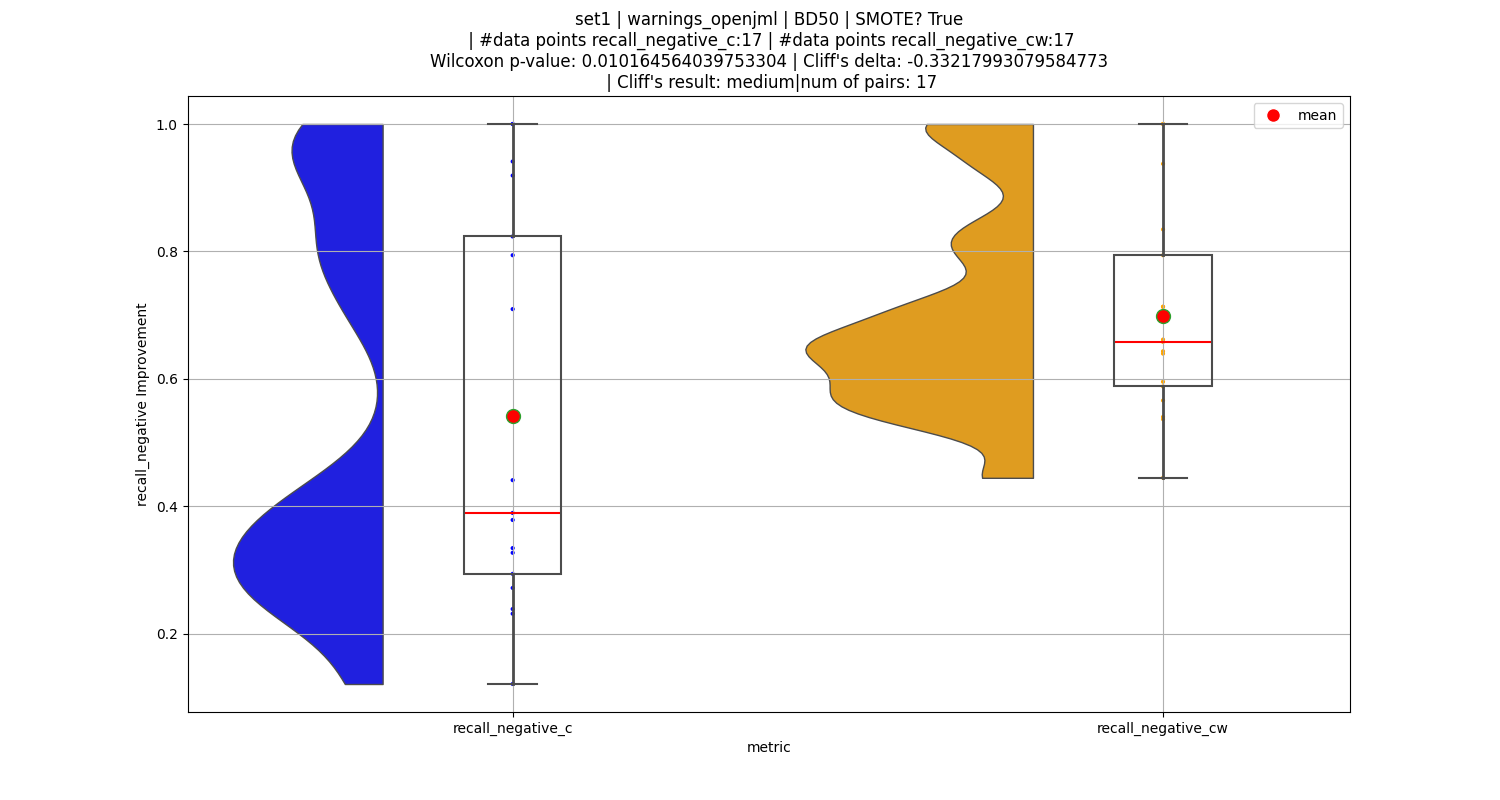 set1 | warnings_openjml | BD50 | SMOTE? True
| #data points recall_negative_c:17 | #data points recall_negative_cw:17
Wilcoxon p-value: 0.010164564039753304 | Cliff's delta: -0.33217993079584773
| Cliff's result: medium|num of pairs: 17
mean
1.0
0.8
0.6
0.4
0.2
recall_negative Improvement
recall_negative_c
recall_negative_cw
metric